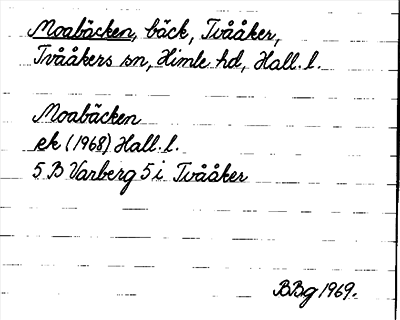 Moabäcken, bäck, Tvååker,
Tvååkers sn, Himle hd, Hall. l.
Moabäcken
ek (1968) Hall. l.
5 B Varberg 5 i Tvååker
BBg 1969.